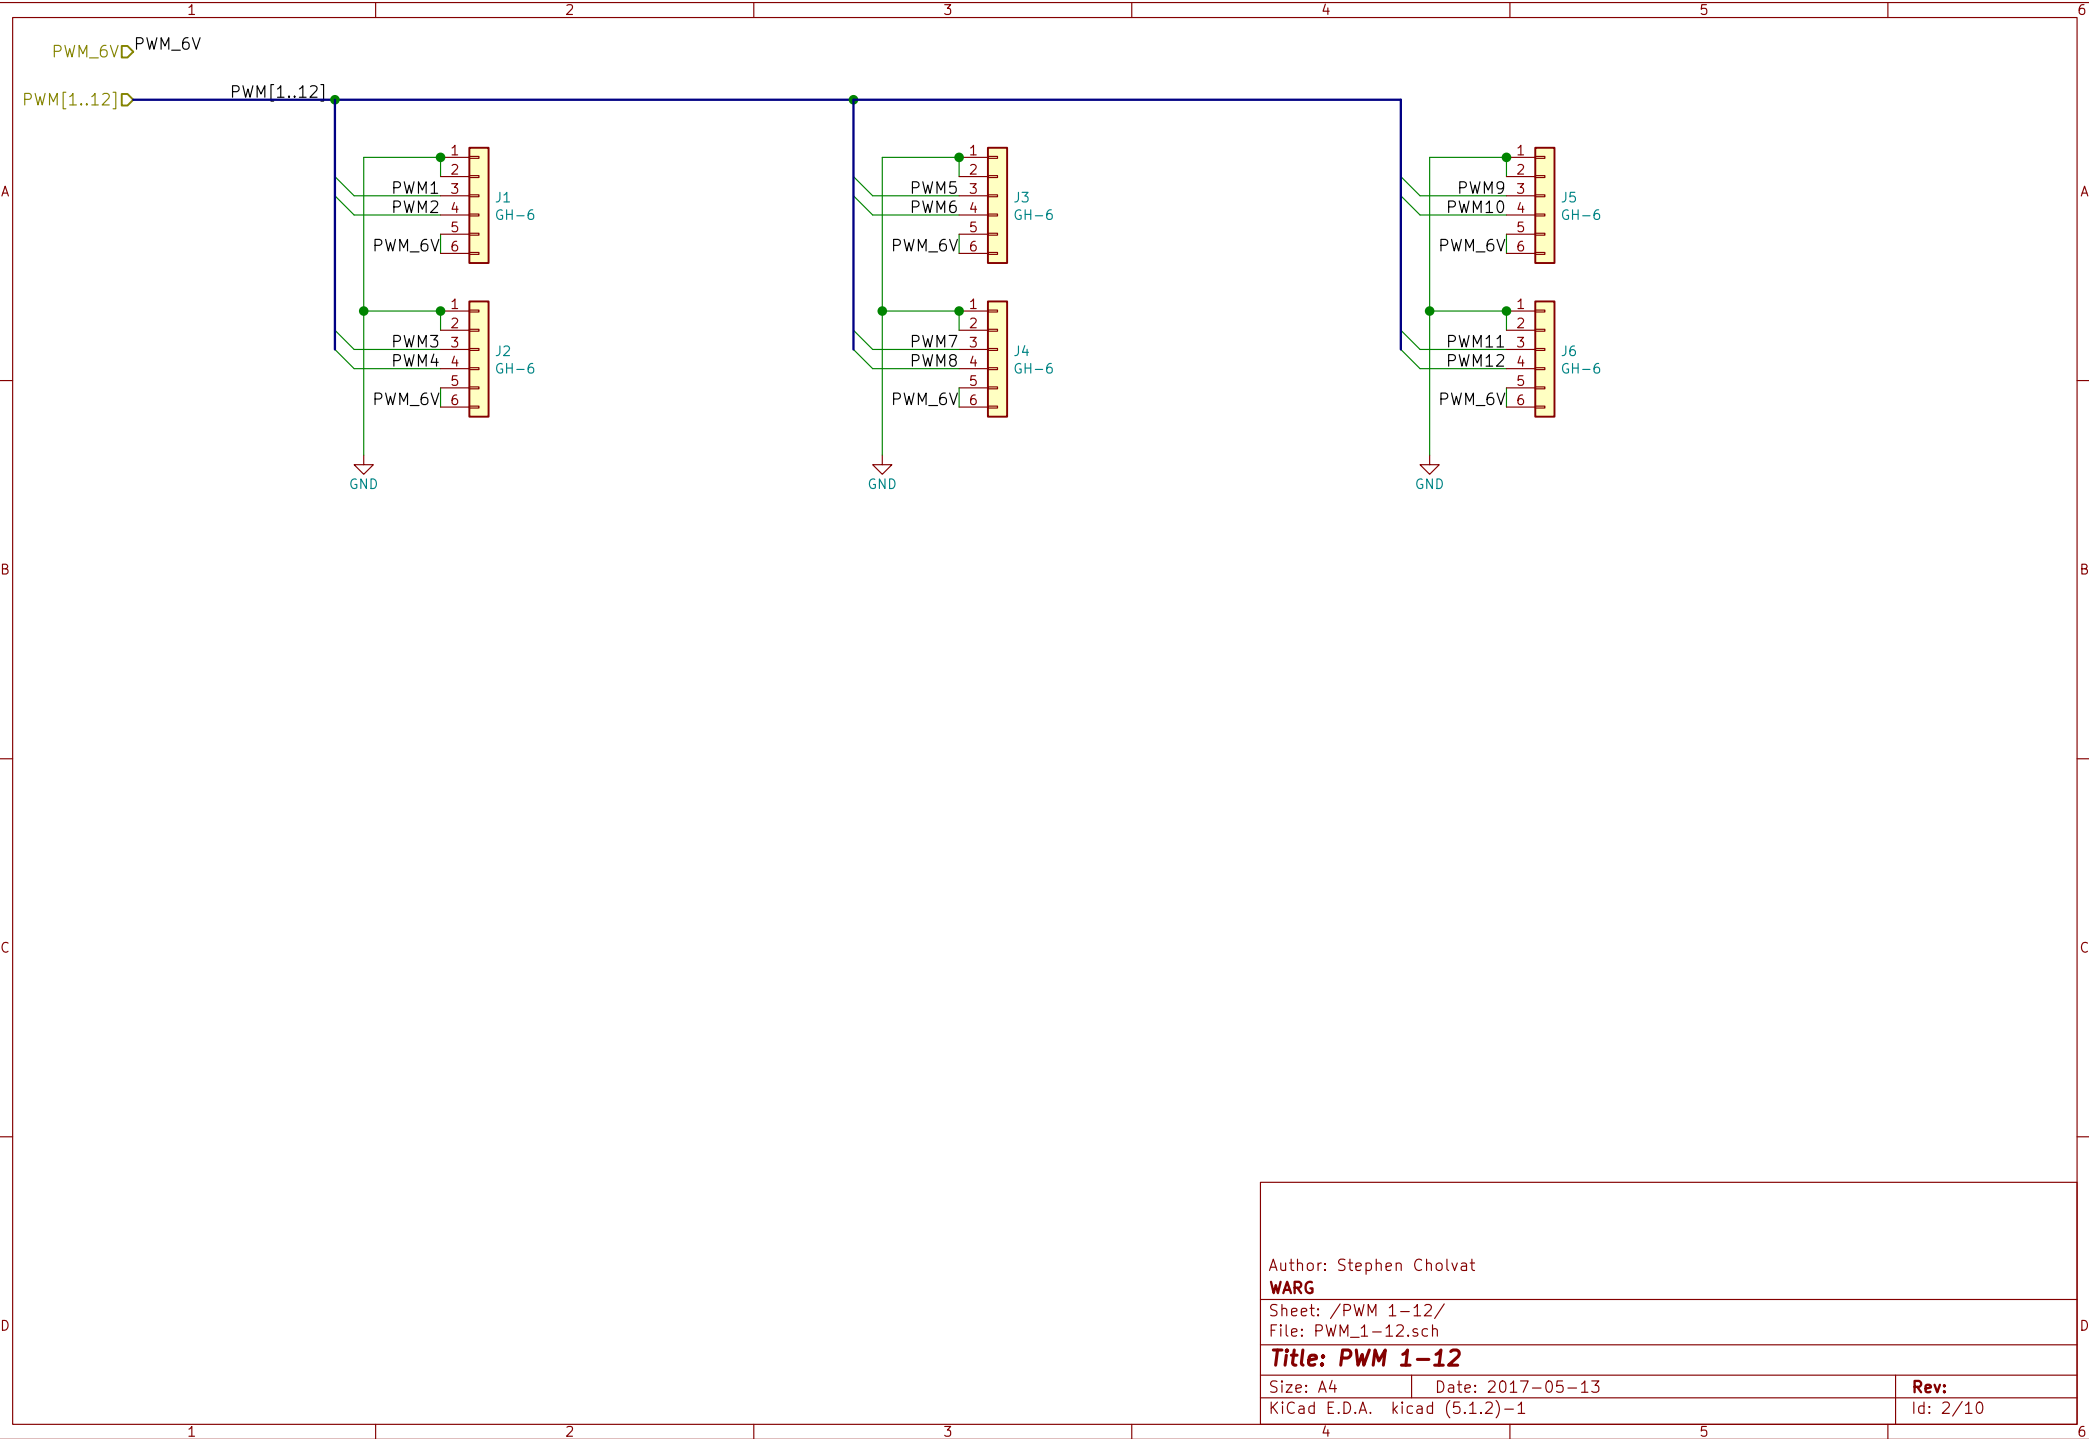 1 2 3 4 5 6
PWM_6V PWM_6V
PWM[1..12] PWM[1..12]
A A
1
2
PWM1 3
PWM2 4
5
PWM_6V 6
J1
GH-6
1
2
PWM5 3
PWM6 4
5
PWM_6V 6
J3
GH-6
1
2
PWM9 3
PWM10 4
5
PWM_6V 6
J5
GH-6
1
2
PWM3 3
PWM4 4
5
PWM_6V 6
J2
GH-6
1
2
PWM7 3
PWM8 4
5
PWM_6V 6
J4
GH-6
1
2
PWM11 3
PWM12 4
5
PWM_6V 6
J6
GH-6
GND GND GND
B B
C C
D D
Author: Stephen Cholvat
WARG
Sheet: /PWM 1-12/
File: PWM_1-12.sch
Title: PWM 1-12
Size: A4 Date: 2017-05-13 Rev:
KiCad E.D.A. kicad (5.1.2)-1 Id: 2/10
1 2 3 4 5 6